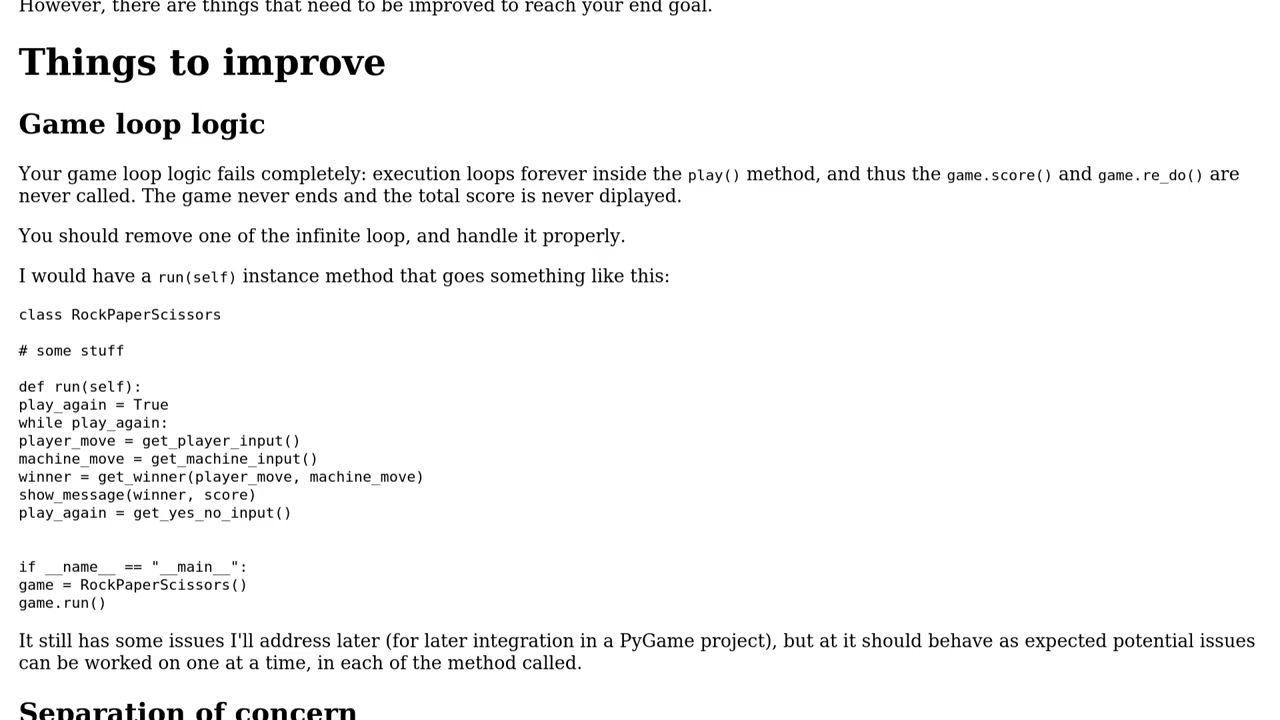 However, there are things that need to be improved to reach your end goal.
Things to improve
Game loop logic
Your game loop logic fails completely: execution loops forever inside the play() method, and thus the game.score() and game.re_do() are
never called. The game never ends and the total score is never diplayed.
You should remove one of the infinite loop, and handle it properly.
I would have a run(self) instance method that goes something like this:
class RockPaperScissors
# some stuff
def run(self):
play_again = True
while play_again:
player_move = get_player_input()
machine_move = get_machine_input()
winner = get_winner(player_move, machine_move)
show_message(winner, score)
play_again = get_yes_no_input()
if __name__ == "__main__":
game = RockPaperScissors()
game.run()
It still has some issues I'll address later (for later integration in a PyGame project), but at it should behave as expected potential issues
can be worked on one at a time, in each of the method called.
Separation of concern